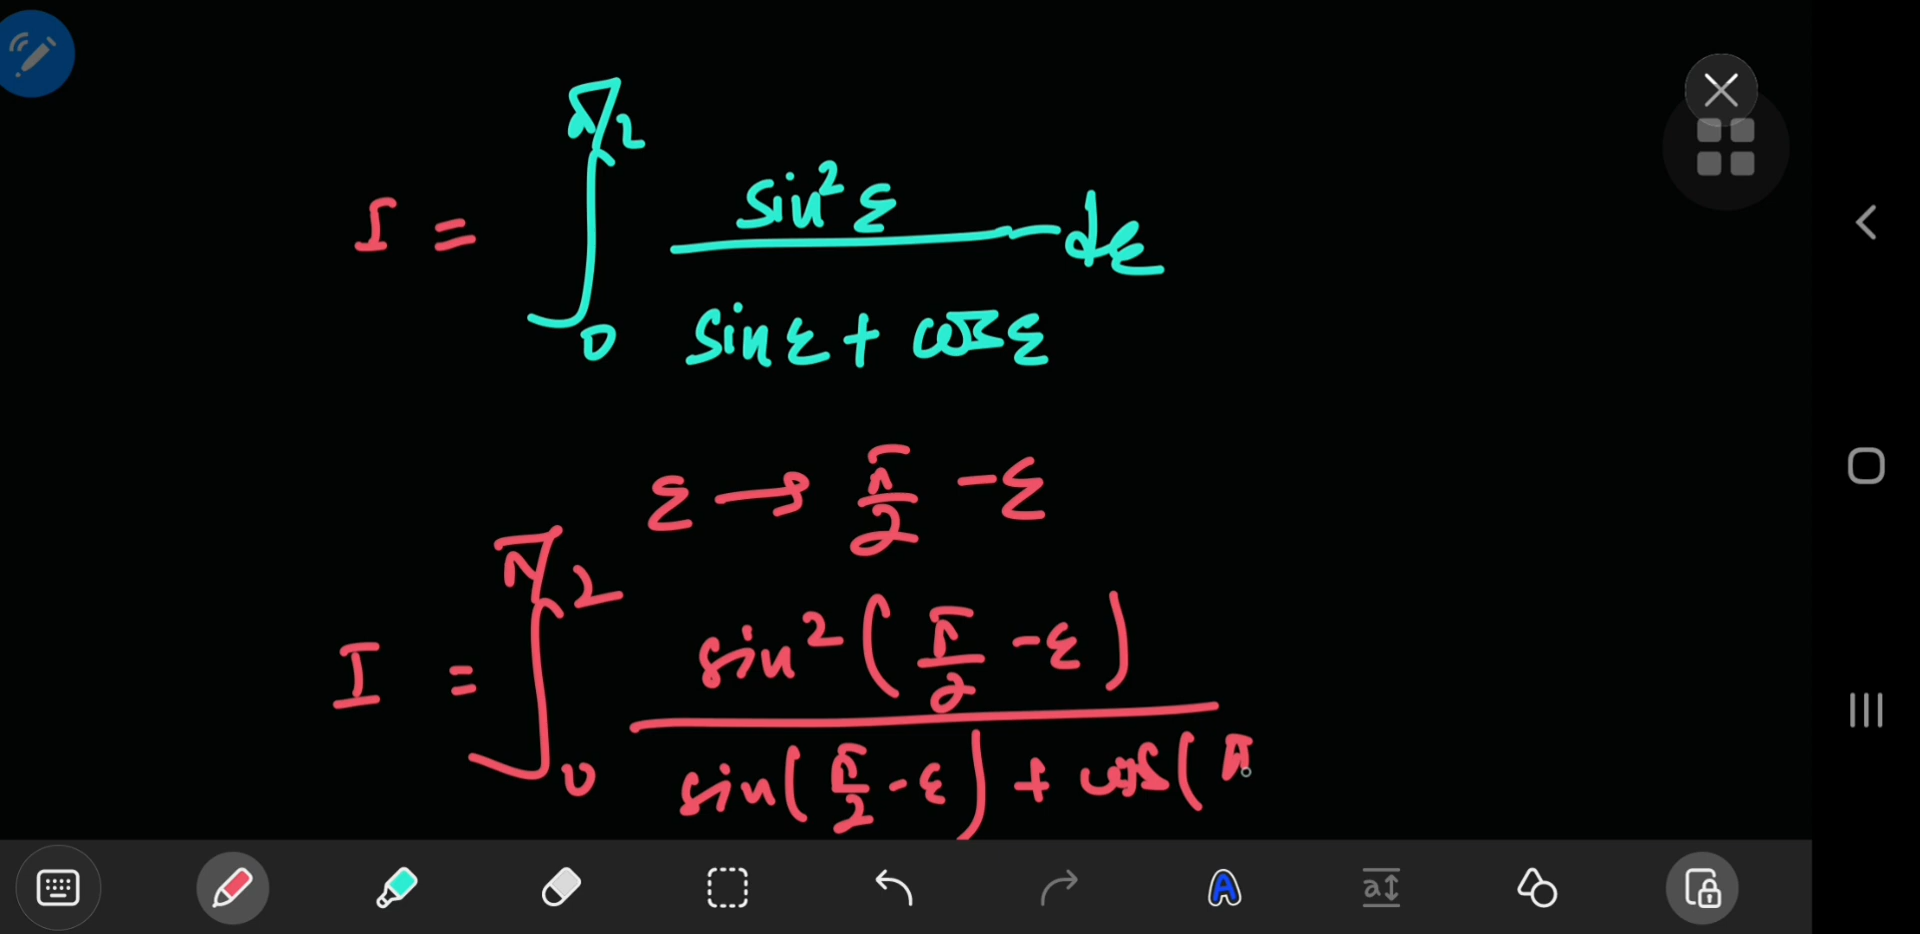 I = ∫₀^{π/2} sin²ε / (sin ε + cos ε) dε
ε → π/2 - ε
I = ∫₀^{π/2} sin²(π/2 - ε) / sin(π/2 - ε) + cos(π
A
a